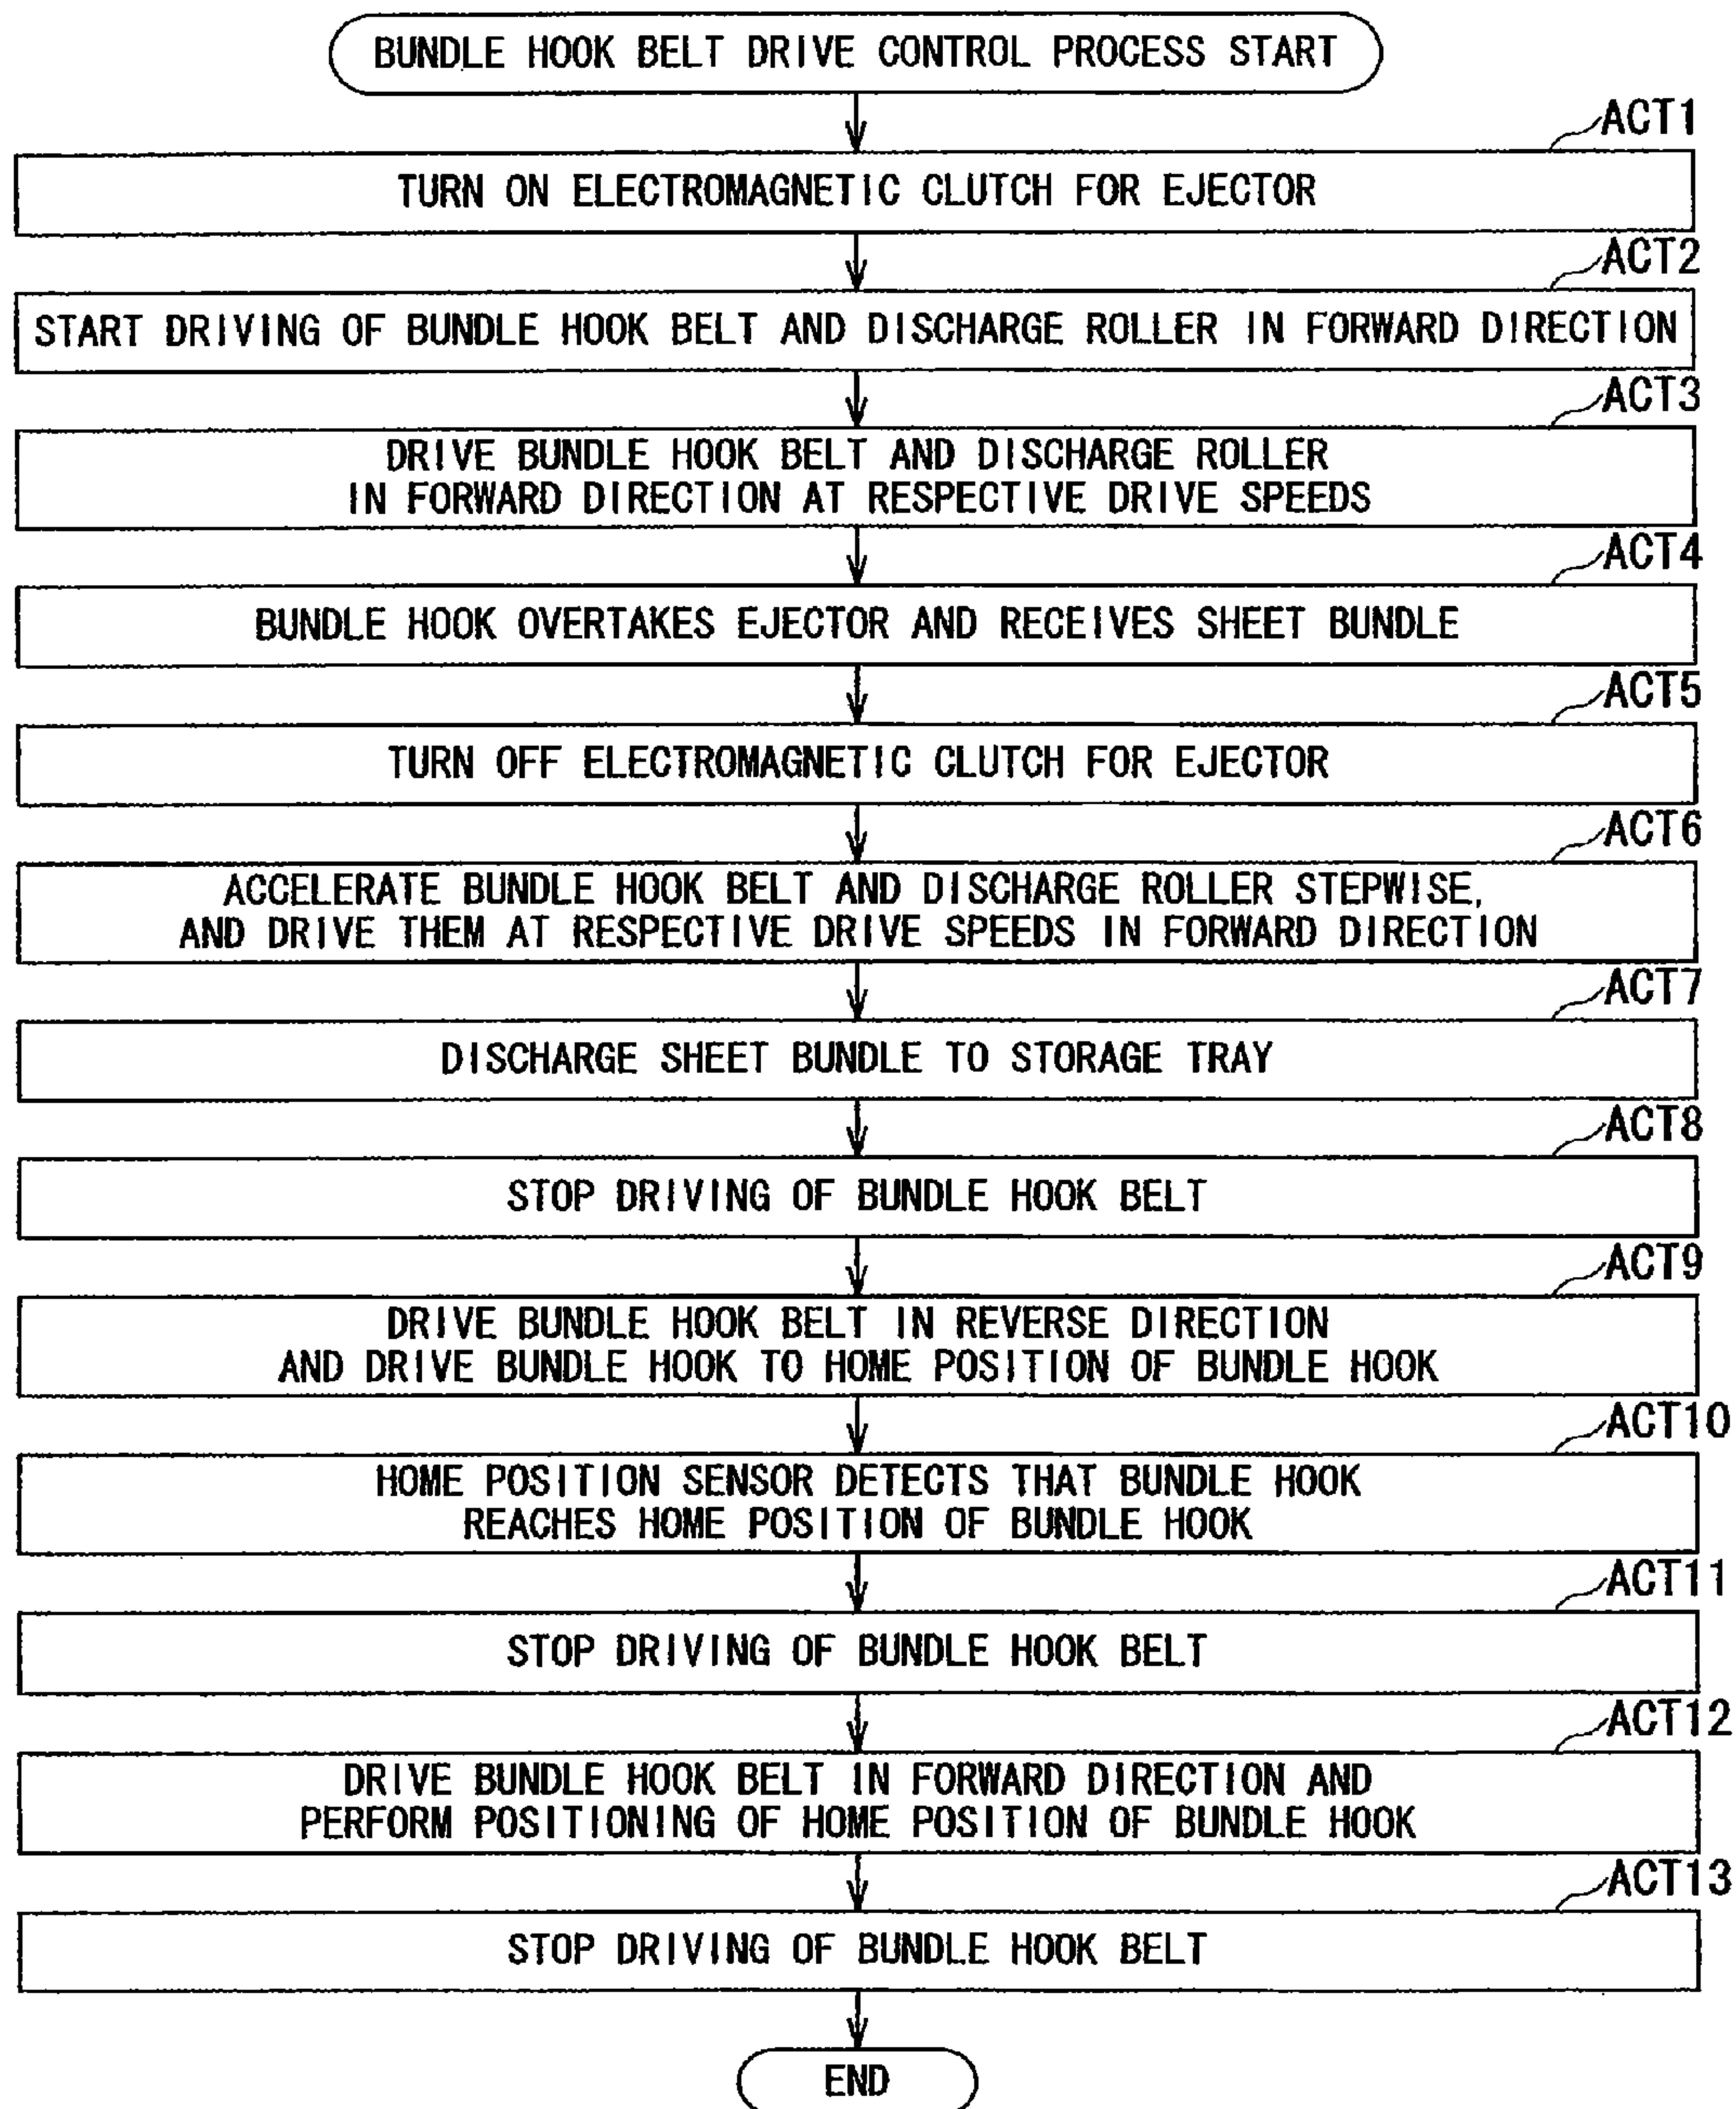 BUNDLE HOOK BELT DRIVE CONTROL PROCESS START
ACT1
TURN ON ELECTROMAGNETIC CLUTCH FOR EJECTOR
ACT2
START DRIVING OF BUNDLE HOOK BELT AND DISCHARGE ROLLER IN FORWARD DIRECTION
ACT3
DRIVE BUNDLE HOOK BELT AND DISCHARGE ROLLER
IN FORWARD DIRECTION AT RESPECTIVE DRIVE SPEEDS
ACT4
BUNDLE HOOK OVERTAKES EJECTOR AND RECEIVES SHEET BUNDLE
ACT5
TURN OFF ELECTROMAGNETIC CLUTCH FOR EJECTOR
ACT6
ACCELERATE BUNDLE HOOK BELT AND DISCHARGE ROLLER STEPWISE,
AND DRIVE THEM AT RESPECTIVE DRIVE SPEEDS IN FORWARD DIRECTION
ACT7
DISCHARGE SHEET BUNDLE TO STORAGE TRAY
ACT8
STOP DRIVING OF BUNDLE HOOK BELT
ACT9
DRIVE BUNDLE HOOK BELT IN REVERSE DIRECTION
AND DRIVE BUNDLE HOOK TO HOME POSITION OF BUNDLE HOOK
ACT10
HOME POSITION SENSOR DETECTS THAT BUNDLE HOOK
REACHES HOME POSITION OF BUNDLE HOOK
ACT11
STOP DRIVING OF BUNDLE HOOK BELT
ACT12
DRIVE BUNDLE HOOK BELT IN FORWARD DIRECTION AND
PERFORM POSITIONING OF HOME POSITION OF BUNDLE HOOK
ACT13
STOP DRIVING OF BUNDLE HOOK BELT
END